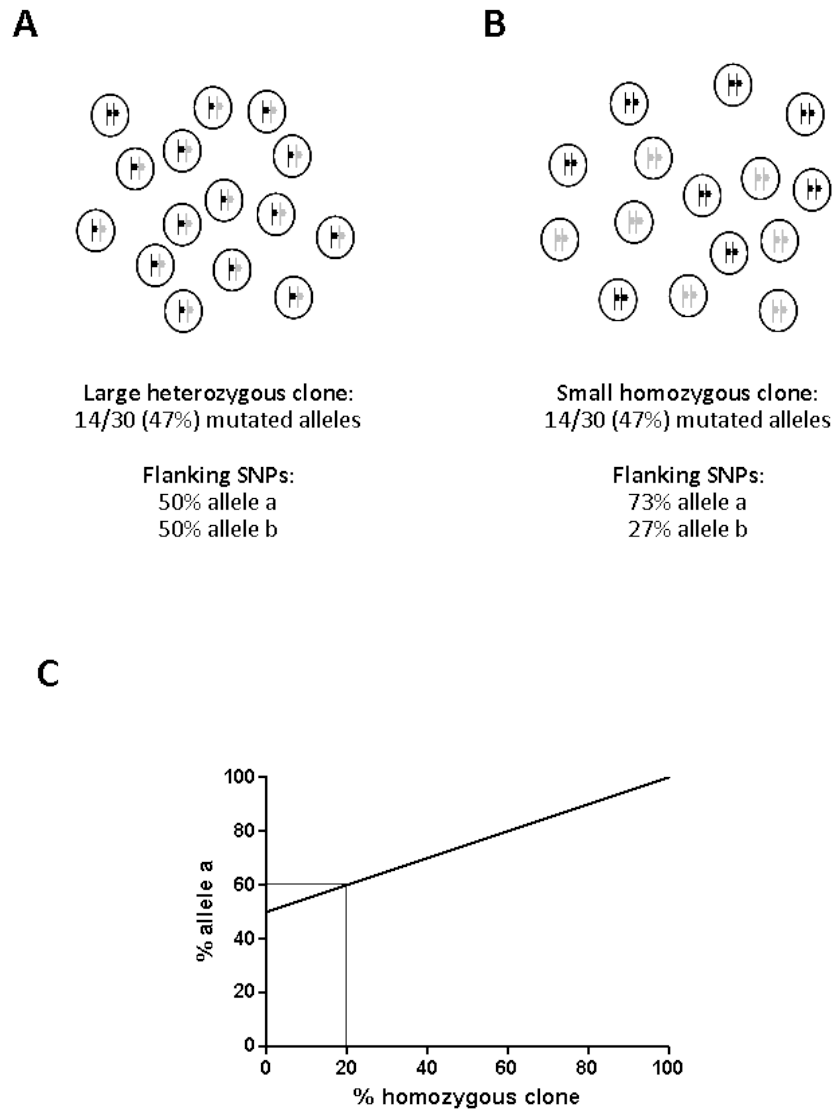 A
B
Large heterozygous clone:
14/30 (47%) mutated alleles
Flanking SNPs:
50% allele a
50% allele b
Small homozygous clone:
14/30 (47%) mutated alleles
Flanking SNPs:
73% allele a
27% allele b
C
% allele a
100
80
60
40
20
0
0 20 40 60 80 100
% homozygous clone